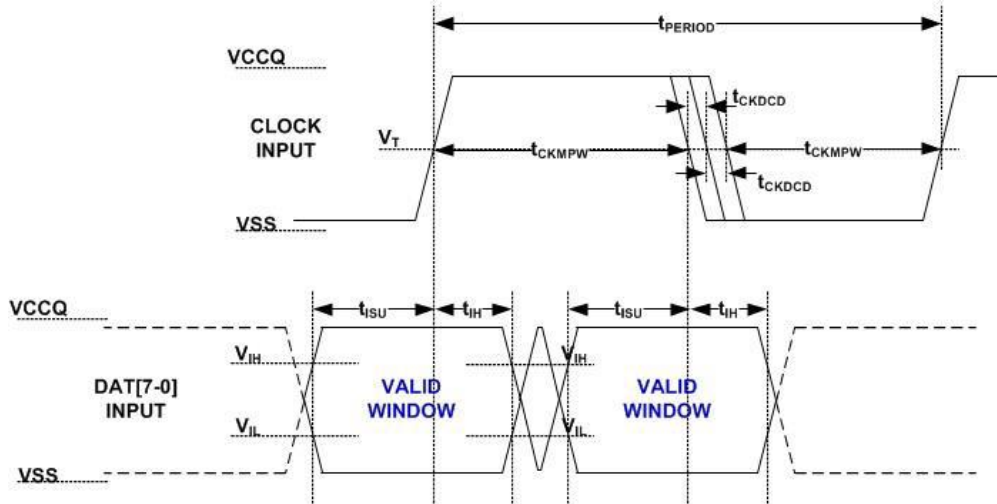 tPERIOD
VCCQ
tCKDCD
CLOCK
INPUT
VT
tCKMPW
tCKMPW
tCKDCD
VSS
VCCQ
tISU
tIH
tISU
tIH
VIH
VIH
DAT[7-0]
INPUT
VALID
WINDOW
VALID
WINDOW
VIL
VIL
VSS